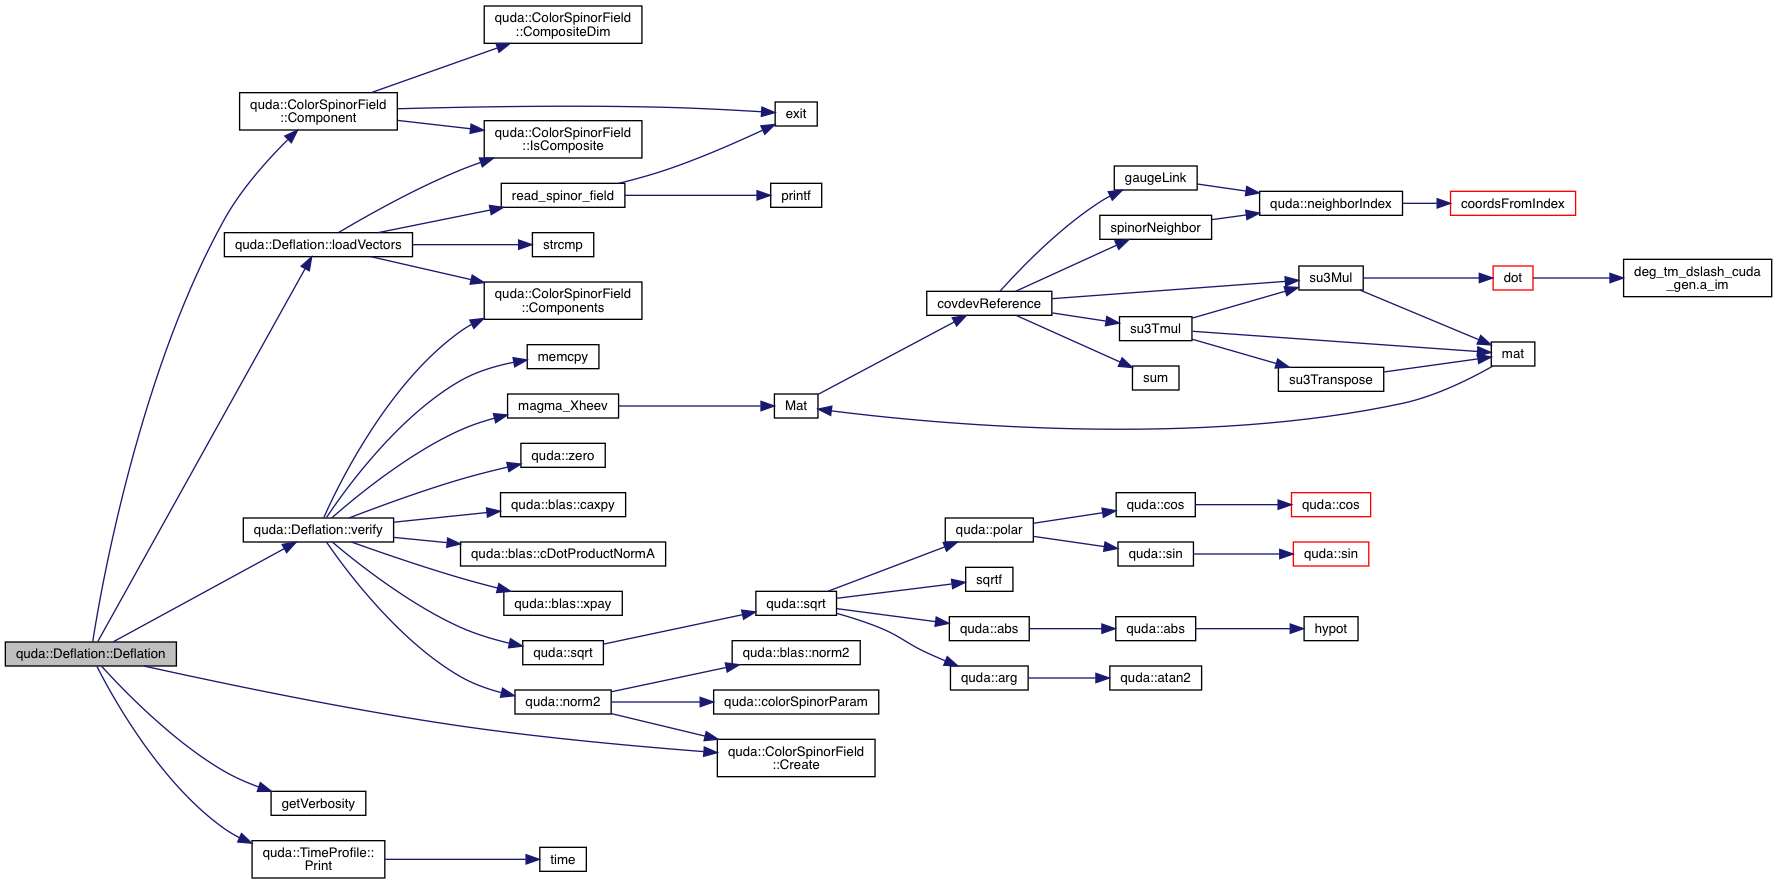 quda::ColorSpinorField
::CompositeDim
quda::ColorSpinorField
::Component
exit
quda::ColorSpinorField
::IsComposite
read_spinor_field
printf
quda::Deflation::loadVectors
strcmp
quda::ColorSpinorField
::Components
gaugeLink
quda::neighborIndex
coordsFromIndex
spinorNeighbor
covdevReference
su3Mul
dot
deg_tm_dslash_cuda
_gen.a_im
su3Tmul
mat
sum
su3Transpose
memcpy
magma_Xheev
Mat
quda::zero
quda::blas::caxpy
quda::Deflation::verify
quda::blas::cDotProductNormA
quda::blas::xpay
quda::sqrt
quda::norm2
quda::sqrt
quda::polar
quda::cos
quda::cos
quda::sin
quda::sin
sqrtf
quda::abs
quda::abs
hypot
quda::arg
quda::atan2
quda::blas::norm2
quda::colorSpinorParam
quda::ColorSpinorField
::Create
quda::Deflation::Deflation
getVerbosity
quda::TimeProfile::
Print
time